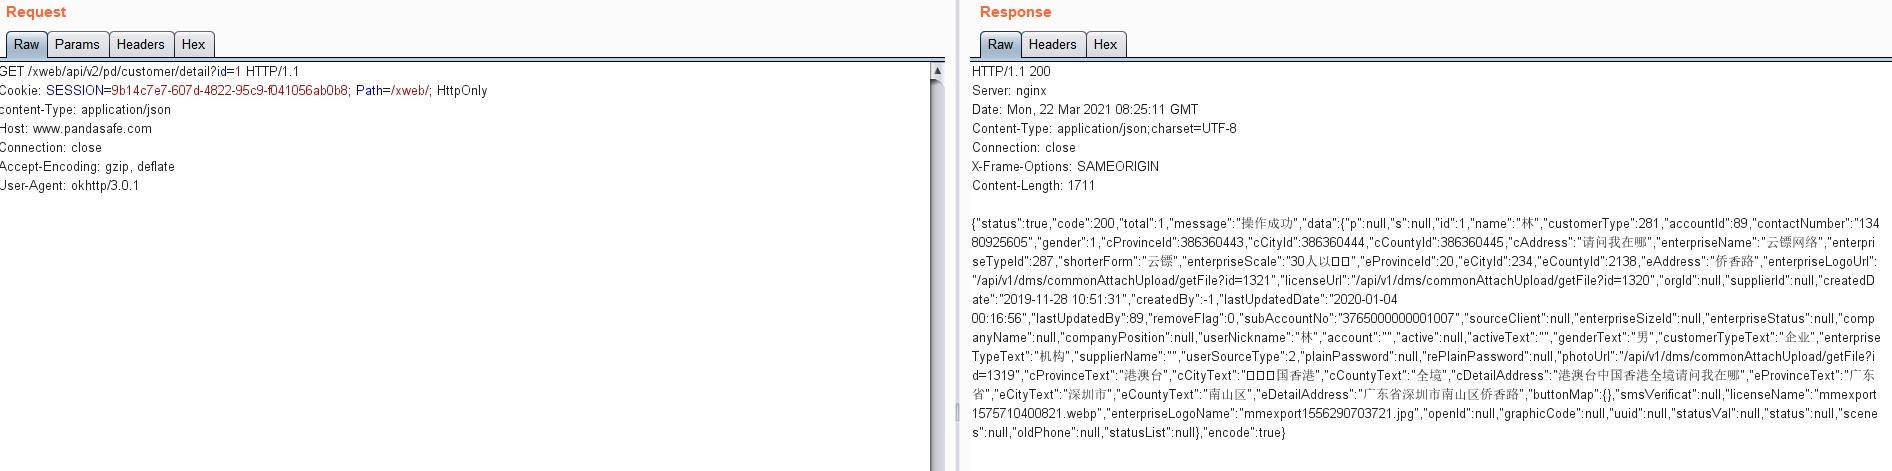 Request
Raw Params Headers Hex
GET /xweb/api/v2/pd/customer/detail?id=1 HTTP/1.1
Cookie: SESSION=9b14c7e7-607d-4822-95c9-f041056ab0b8; Path=/xweb/; HttpOnly
content-Type: application/json
Host: www.pandasafe.com
Connection: close
Accept-Encoding: gzip, deflate
User-Agent: okhttp/3.0.1
Response
Raw Headers Hex
HTTP/1.1 200
Server: nginx
Date: Mon, 22 Mar 2021 08:25:11 GMT
Content-Type: application/json;charset=UTF-8
Connection: close
X-Frame-Options: SAMEORIGIN
Content-Length: 1711
{"status":true,"code":200,"total":1,"message":"操作成功","data":{"p":null,"s":null,"id":1,"name":"林","customerType":281,"accountId":89,"contactNumber":"134
80925605","gender":1,"cProvinceId":386360443,"cCityId":386360444,"cCountyId":386360445,"cAddress":"请问我在哪","enterpriseName":"云镖网络","enterpri
seTypeId":287,"shorterForm":"云镖","enterpriseScale":"30人以□□","eProvinceId":20,"eCityId":234,"eCountyId":2138,"eAddress":"侨香路","enterpriseLogoUrl":
"/api/v1/dms/commonAttachUpload/getFile?id=1321","licenseUrl":"/api/v1/dms/commonAttachUpload/getFile?id=1320","orgId":null,"supplierId":null,"createdD
ate":"2019-11-28 10:51:31","createdBy":-1,"lastUpdatedDate":"2020-01-04
00:16:56","lastUpdatedBy":89,"removeFlag":0,"subAccountNo":"3765000000001007","sourceClient":null,"enterpriseSizeId":null,"enterpriseStatus":null,"comp
anyName":null,"companyPosition":null,"userNickname":"林","account":"","active":null,"activeText":"","genderText":"男","customerTypeText":"企业","enterprise
TypeText":"机构","supplierName":"","userSourceType":2,"plainPassword":null,"rePlainPassword":null,"photoUrl":"/api/v1/dms/commonAttachUpload/getFile?i
d=1319","cProvinceText":"港澳台","cCityText":"□□□国香港","cCountyText":"全境","cDetailAddress":"港澳台中国香港全境请问我在哪","eProvinceText":"广东
省","eCityText":"深圳市","eCountyText":"南山区","eDetailAddress":"广东省深圳市南山区侨香路","buttonMap":{},"smsVerificat":null,"licenseName":"mmexport
1575710400821.webp","enterpriseLogoName":"mmexport1556290703721.jpg","openId":null,"graphicCode":null,"uuid":null,"statusVal":null,"status":null,"scene
s":null,"oldPhone":null,"statusList":null},"encode":true}